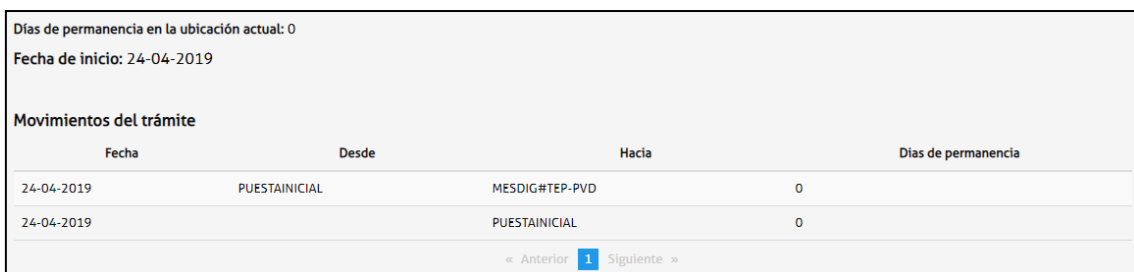 Días de permanencia en la ubicación actual: 0
Fecha de inicio: 24-04-2019
Movimientos del trámite
Fecha Desde Hacia Dias de permanencia
24-04-2019 PUESTAINICIAL MESDIG#TEP-PVD 0
24-04-2019 PUESTAINICIAL 0
« Anterior 1 Siguiente »